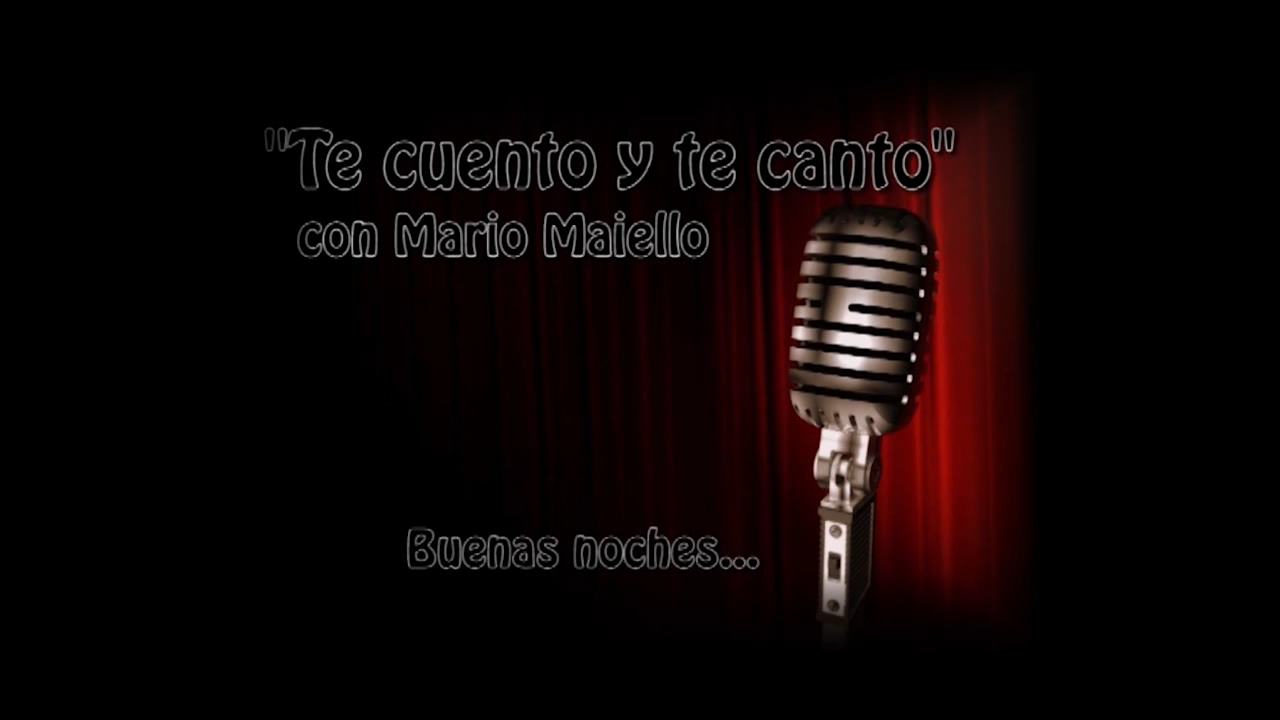 "Te cuento y te canto"
con Mario Maiello
Buenas noches...